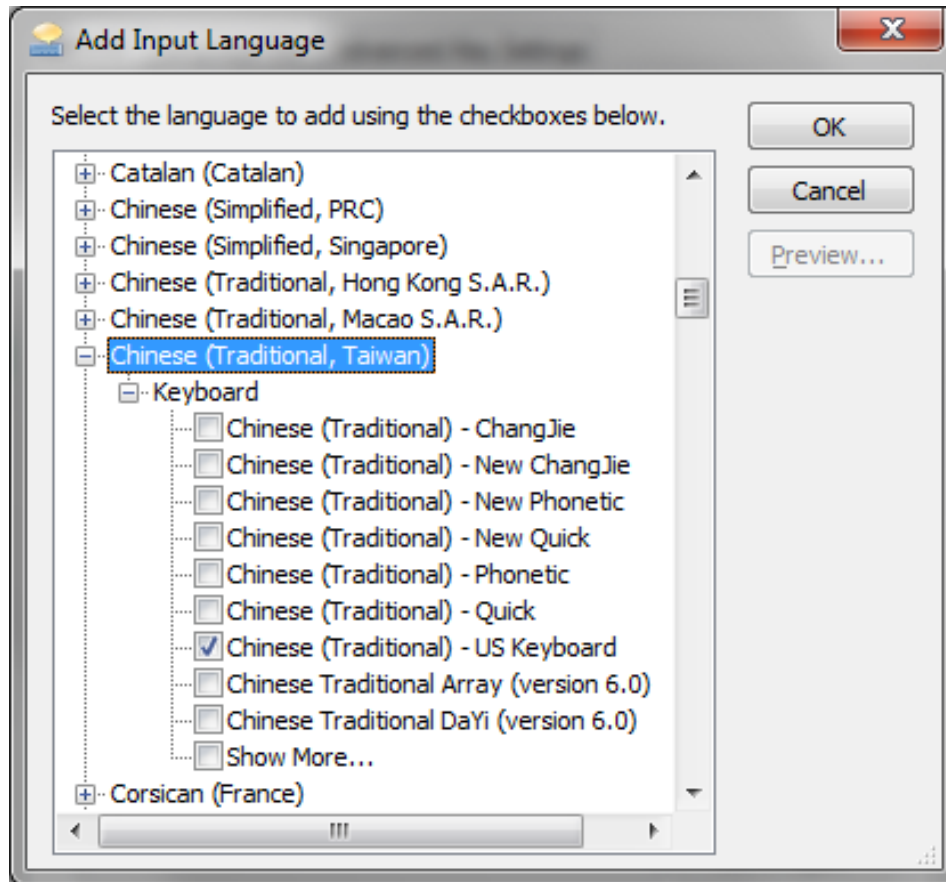 Add Input Language
Select the language to add using the checkboxes below.
OK
Cancel
Preview...
Catalan (Catalan)
Chinese (Simplified, PRC)
Chinese (Simplified, Singapore)
Chinese (Traditional, Hong Kong S.A.R.)
Chinese (Traditional, Macao S.A.R.)
Chinese (Traditional, Taiwan)
Keyboard
Chinese (Traditional) - ChangJie
Chinese (Traditional) - New ChangJie
Chinese (Traditional) - New Phonetic
Chinese (Traditional) - New Quick
Chinese (Traditional) - Phonetic
Chinese (Traditional) - Quick
Chinese (Traditional) - US Keyboard
Chinese Traditional Array (version 6.0)
Chinese Traditional DaYi (version 6.0)
Show More...
Corsican (France)